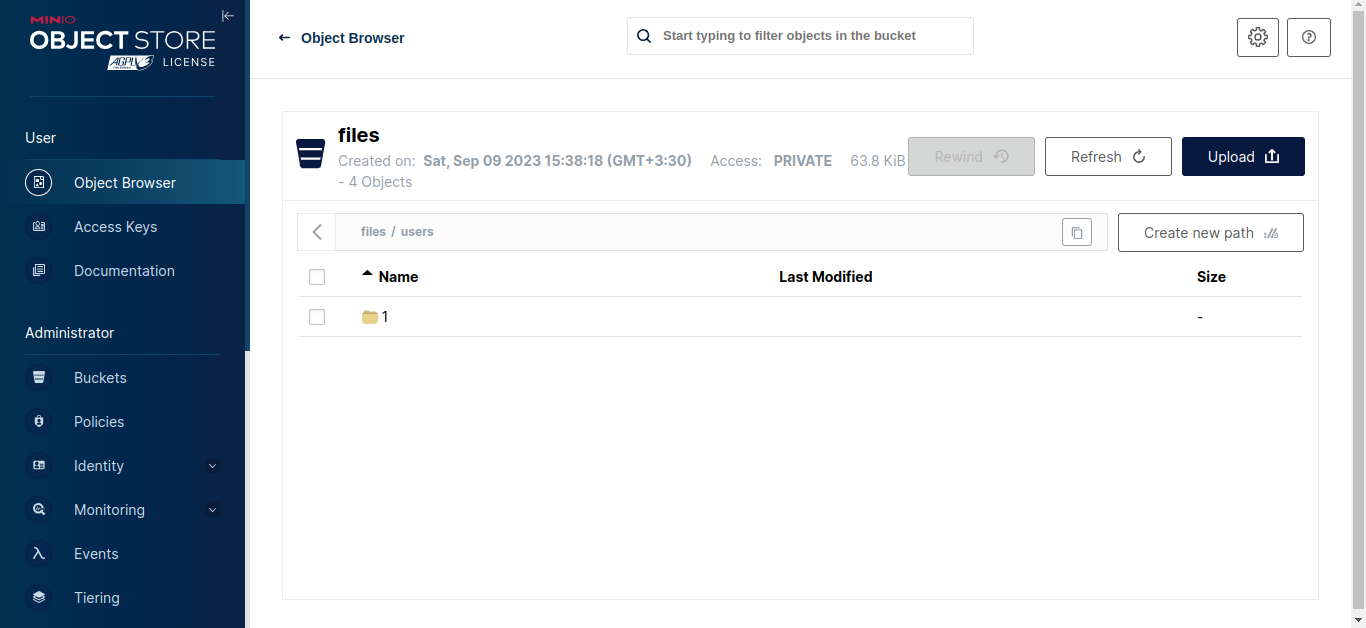 MINIO
OBJECT STORE
AGPLv3 LICENSE
User
Object Browser
Access Keys
Documentation
Administrator
Buckets
Policies
Identity
Monitoring
Events
Tiering
Object Browser
Start typing to filter objects in the bucket
files
Created on: Sat, Sep 09 2023 15:38:18 (GMT+3:30) Access: PRIVATE 63.8 KiB
- 4 Objects
Rewind
Refresh
Upload
files / users
Create new path
Name Last Modified Size
1 -